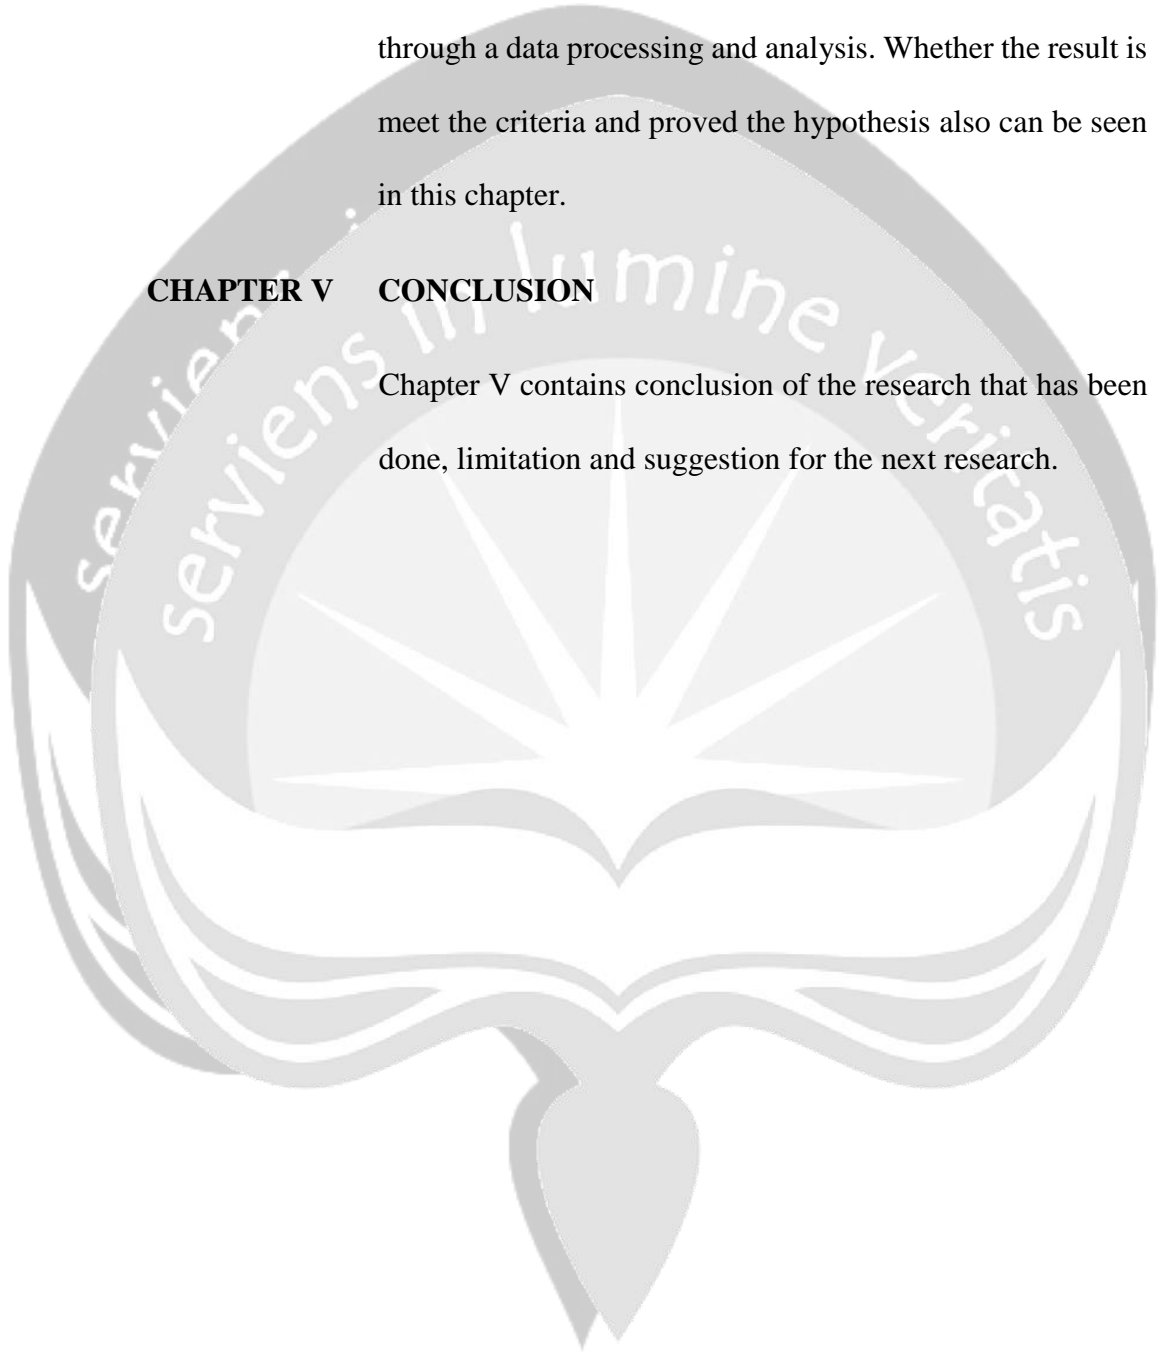 through a data processing and analysis. Whether the result is
meet the criteria and proved the hypothesis also can be seen
in this chapter.
CHAPTER V CONCLUSION
serviens in lumine veritatis
Chapter V contains conclusion of the research that has been
done, limitation and suggestion for the next research.